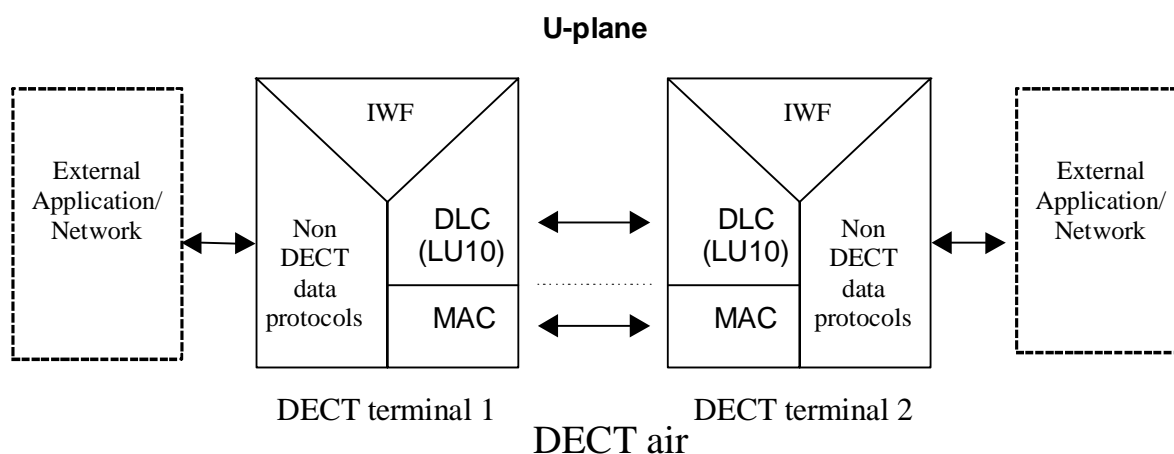 U-plane
External
Application/
Network
IWF
Non
DECT
data
protocols
DLC
(LU10)
MAC
IWF
DLC
(LU10)
MAC
Non
DECT
data
protocols
External
Application/
Network
DECT terminal 1
DECT terminal 2
DECT air